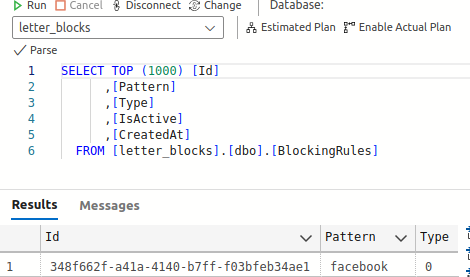 Run Cancel Disconnect Change Database:
letter_blocks Estimated Plan Enable Actual Plan
Parse
1 SELECT TOP (1000) [Id]
2 ,[Pattern]
3 ,[Type]
4 ,[IsActive]
5 ,[CreatedAt]
6 FROM [letter_blocks].[dbo].[BlockingRules]
Results Messages
Id Pattern Type
1 348f662f-a41a-4140-b7ff-f03bfeb34ae1 facebook 0